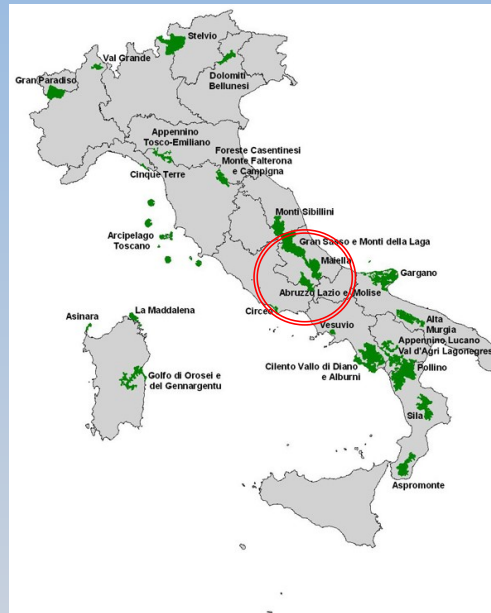 Stelvio
Val Grande
Dolomiti
Bellunesi
Gran Paradiso
Appennino
Tosco-Emiliano
Foreste Casentinesi
Monte Falterona
e Campigna
Cinque Terre
Monti Sibillini
Arcipelago
Toscano
Gran Sasso e Monti della Laga
Maiella
Gargano
Abruzzo Lazio e Molise
Circeo
La Maddalena
Asinara
Vesuvio
Alta
Murgia
Appennino Lucano
Val d'Agri Lagonegres
Cilento Vallo di Diano
e Alburni
Pollino
Golfo di Orosei e
del Gennargentu
Sila
Aspromonte